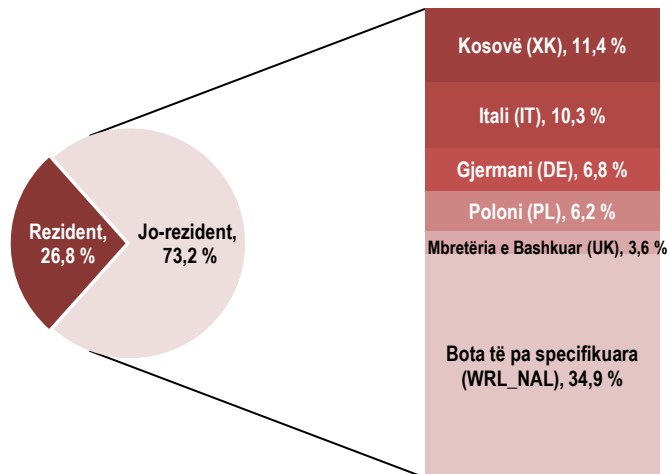 Rezident,
26,8 %
Jo-rezident,
73,2 %
Kosovë (XK), 11,4 %
Itali (IT), 10,3 %
Gjermani (DE), 6,8 %
Poloni (PL), 6,2 %
Mbretëria e Bashkuar (UK), 3,6 %
Bota të pa specifikuara
(WRL_NAL), 34,9 %